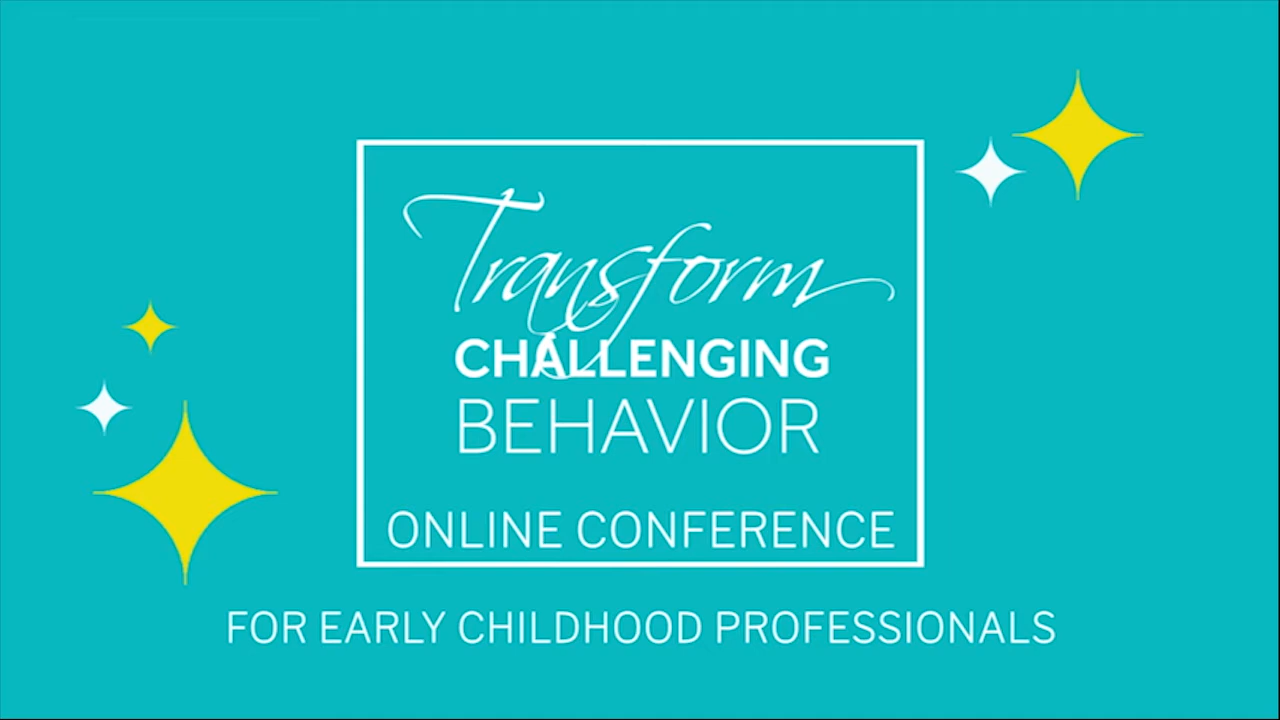 Transform
CHALLENGING
BEHAVIOR
ONLINE CONFERENCE
FOR EARLY CHILDHOOD PROFESSIONALS